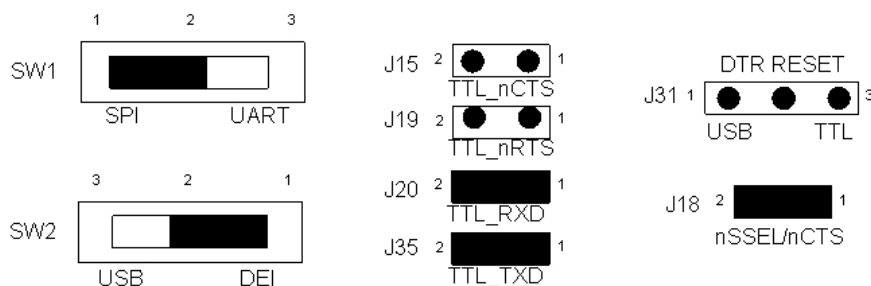 1 2 3
SW1
SPI UART
3 2 1
SW2
USB DEI
J15 2 1
TTL_nCTS
J19 2 1
TTL_nRTS
J20 2 1
TTL_RXD
J35 2 1
TTL_TXD
DTR RESET
J31 1 3
USB TTL
J18 2 1
nSSEL/nCTS